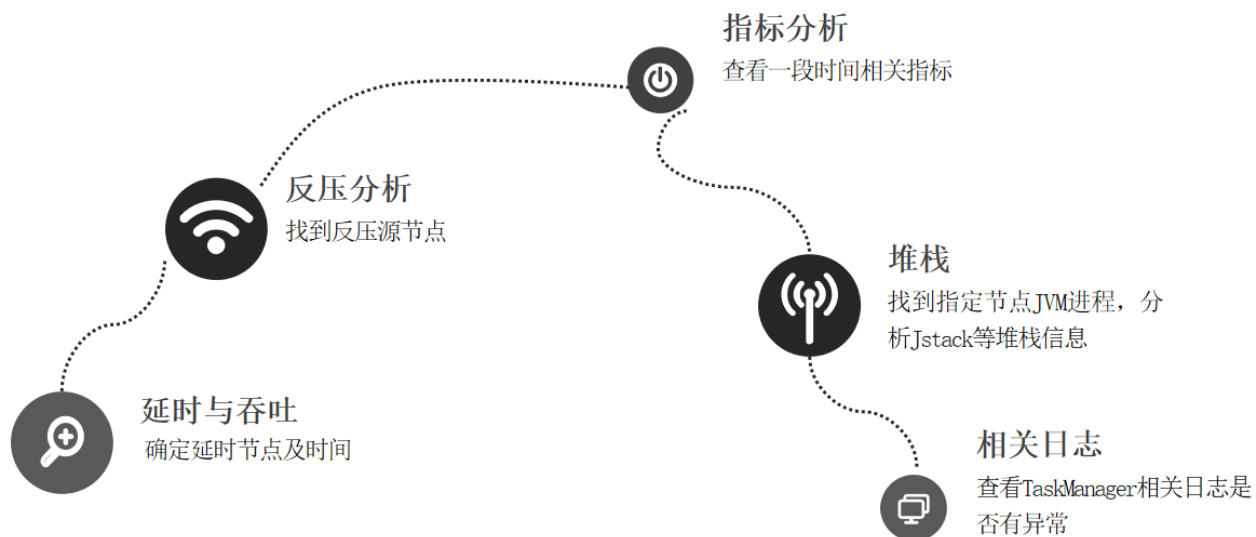 指标分析
查看一段时间相关指标
反压分析
找到反压源节点
堆栈
找到指定节点JVM进程，分
析Jstack等堆栈信息
延时与吞吐
确定延时节点及时间
相关日志
查看TaskManager相关日志是
否有异常